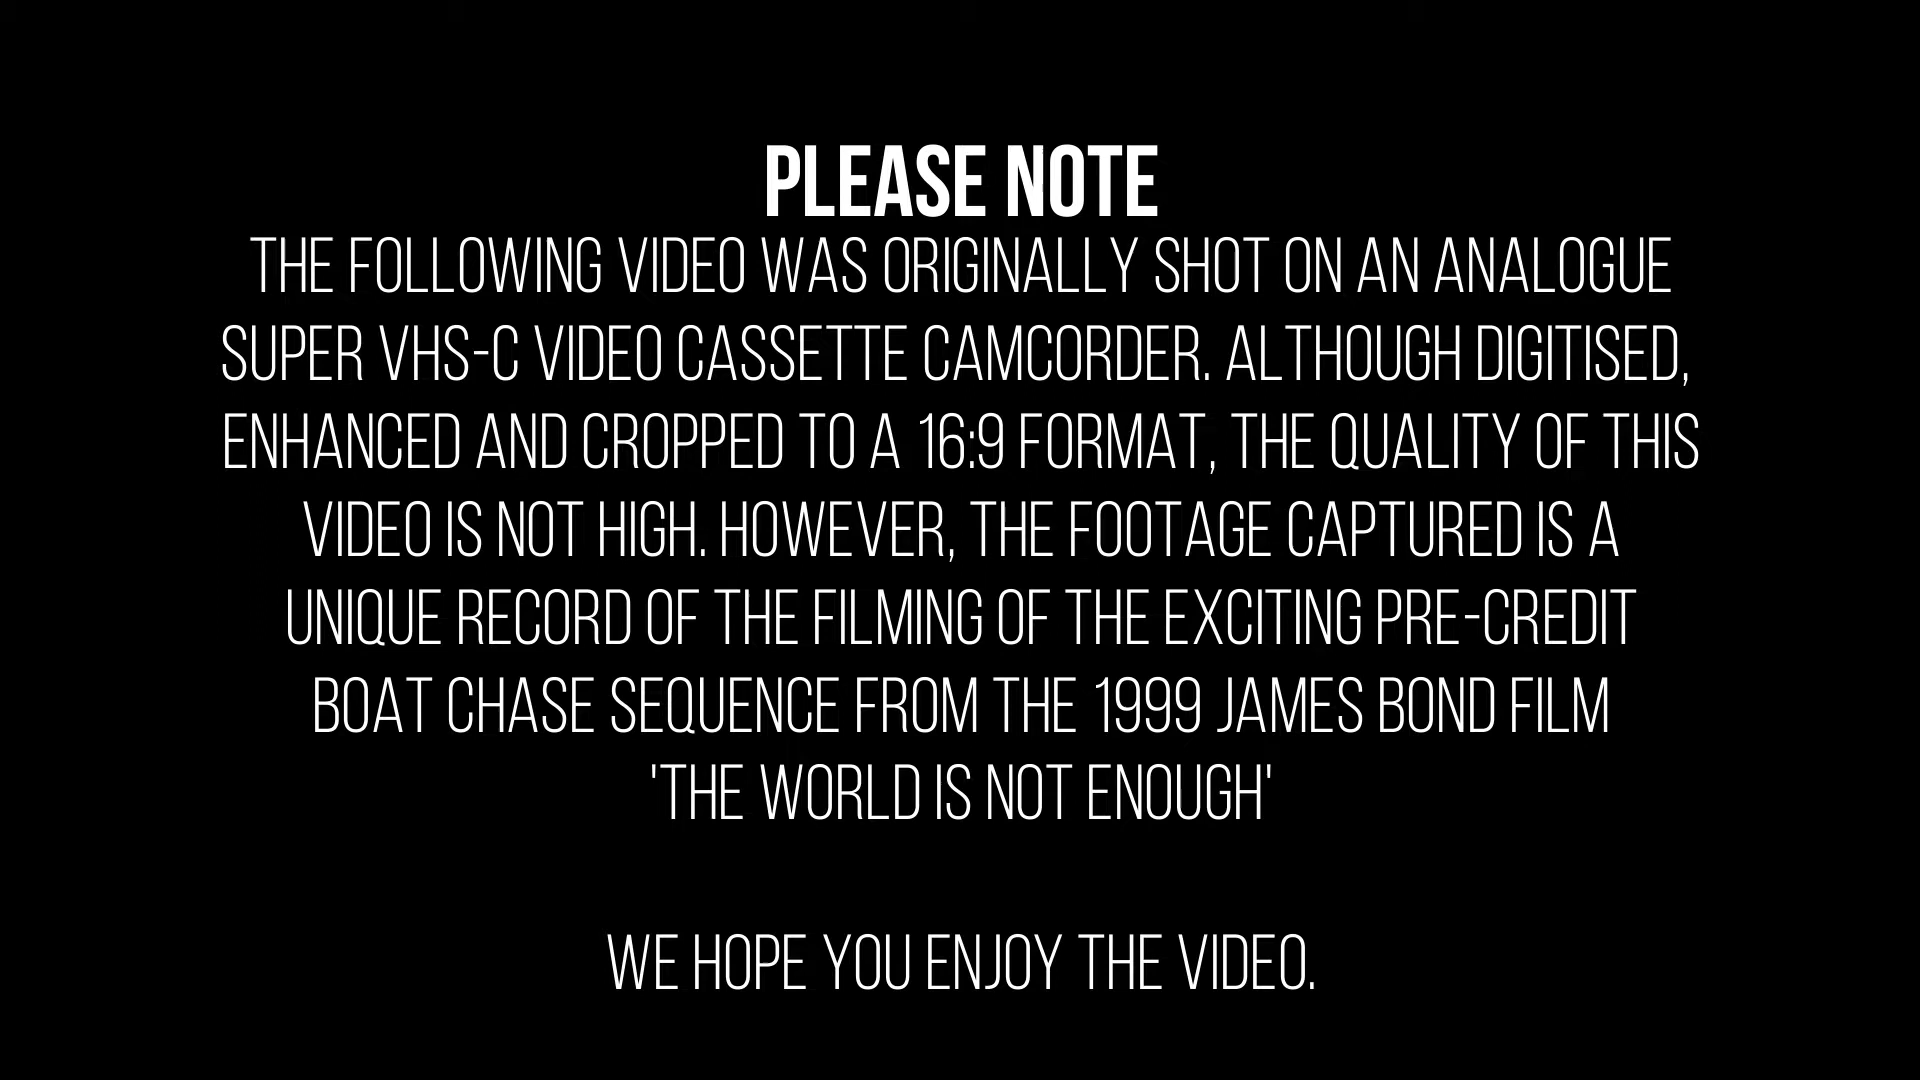 PLEASE NOTE
THE FOLLOWING VIDEO WAS ORIGINALLY SHOT ON AN ANALOGUE
SUPER VHS-C VIDEO CASSETTE CAMCORDER. ALTHOUGH DIGITISED,
ENHANCED AND CROPPED TO A 16:9 FORMAT, THE QUALITY OF THIS
VIDEO IS NOT HIGH. HOWEVER, THE FOOTAGE CAPTURED IS A
UNIQUE RECORD OF THE FILMING OF THE EXCITING PRE-CREDIT
BOAT CHASE SEQUENCE FROM THE 1999 JAMES BOND FILM
'THE WORLD IS NOT ENOUGH'
WE HOPE YOU ENJOY THE VIDEO.